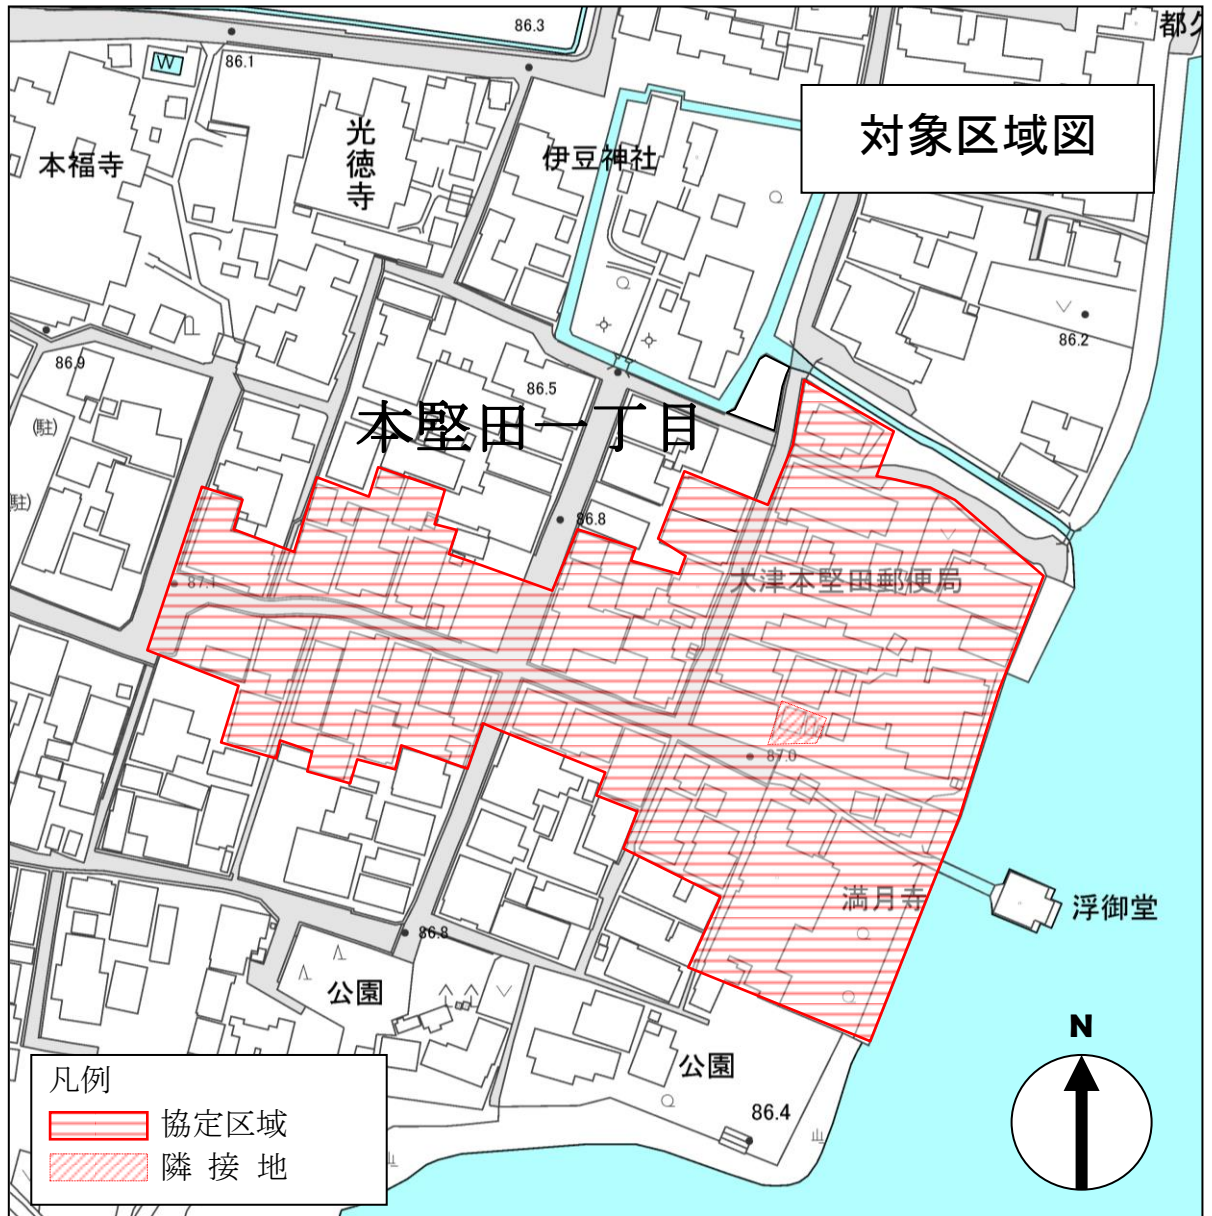 86.3
都久
W
86.1
対象区域図
光徳寺
本福寺
伊豆神社
86.2
86.9
86.5
本堅田一丁目
(駐)
駐)
86.8
大津本堅田郵便局
87.1
87.0
満月寺
浮御堂
86.8
公園
N
公園
86.4
凡例
協定区域
隣 接 地